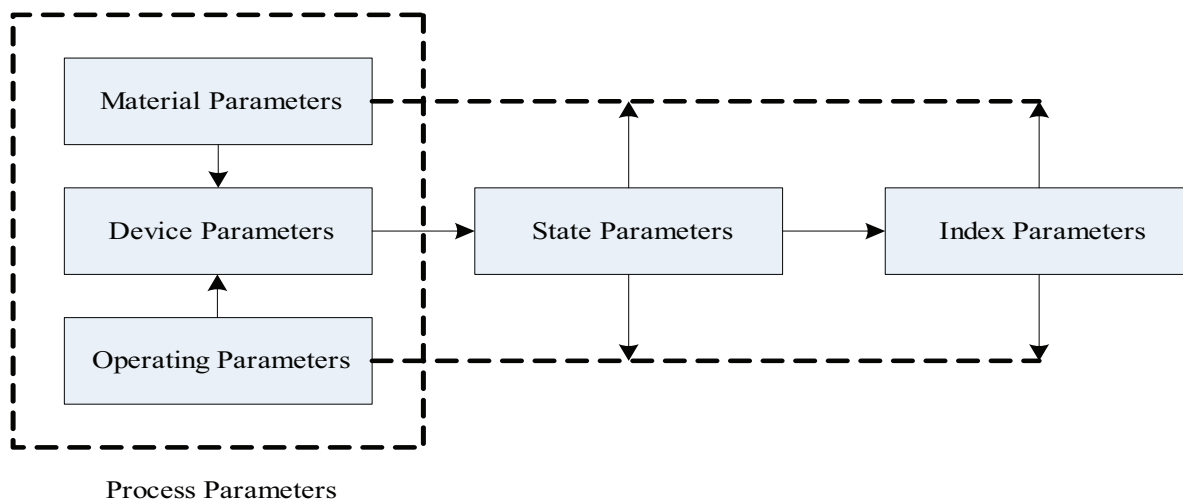 Material Parameters
Device Parameters
State Parameters
Index Parameters
Operating Parameters
Process Parameters